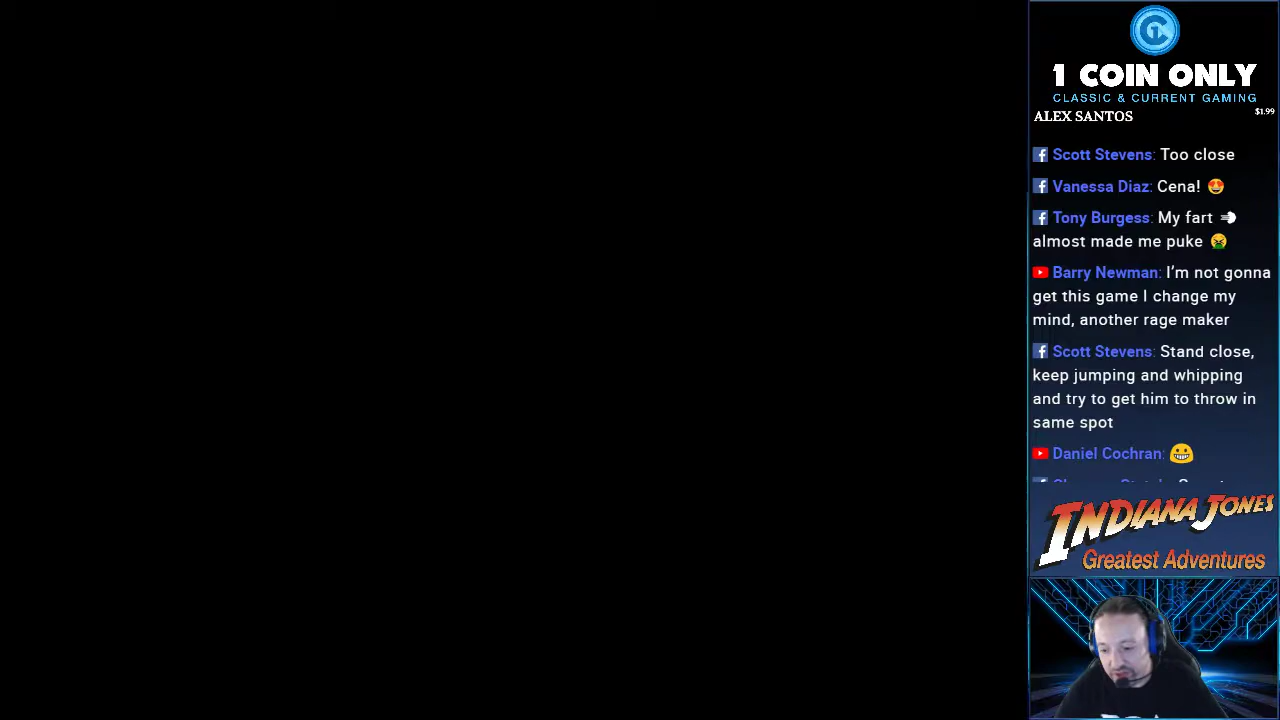 1 COIN ONLY
CLASSIC & CURRENT GAMING
ALEX SANTOS $1.99
Scott Stevens: Too close
Vanessa Diaz: Cena! 😍
Tony Burgess: My fart 💨
almost made me puke 🤮
Barry Newman: I’m not gonna
get this game I change my
mind, another rage maker
Scott Stevens: Stand close,
keep jumping and whipping
and try to get him to throw in
same spot
Daniel Cochran: 😬
INDIANA JONES
Greatest Adventures